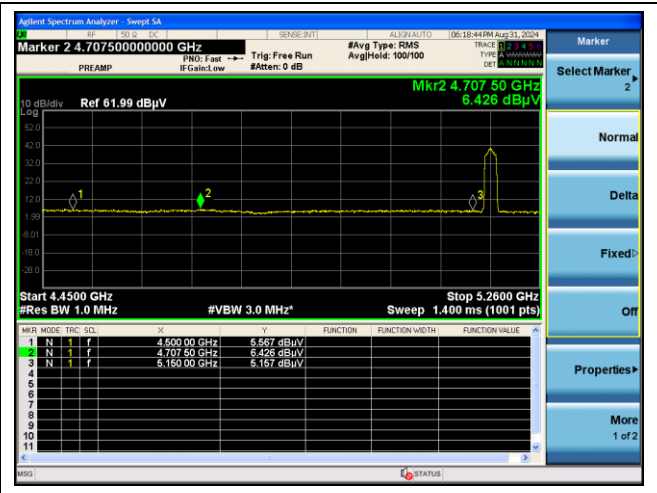 Agilent Spectrum Analyzer - Swept SA
RF 50 Ω DC SENSE:INT ALIGN AUTO 06:18:44 PM Aug 31, 2024
Marker 2 4.707500000000 GHz
PREAMP
PNO: Fast
IFGain:Low
Trig: Free Run
#Atten: 0 dB
#Avg Type: RMS
Avg|Hold: 100/100
TRACE 1 2 3 4 5 6
TYPE A WWWWW
DET A N N N N N
Mkr2 4.707 50 GHz
6.426 dBµV
10 dB/div Ref 61.99 dBµV
Log
52.0
42.0
32.0
22.0
12.0
1.99
-8.01
-18.0
-28.0
1
2
3
Start 4.4500 GHz Stop 5.2600 GHz
#Res BW 1.0 MHz #VBW 3.0 MHz* Sweep 1.400 ms (1001 pts)
MKR MODE TRC SCL X Y FUNCTION FUNCTION WIDTH FUNCTION VALUE
1 N 1 f 4.500 00 GHz 5.567 dBµV
2 N 1 f 4.707 50 GHz 6.426 dBµV
3 N 1 f 5.150 00 GHz 5.157 dBµV
4
5
6
7
8
9
10
11
MSG STATUS
Marker
Select Marker
2
Normal
Delta
Fixed
Off
Properties
More
1 of 2